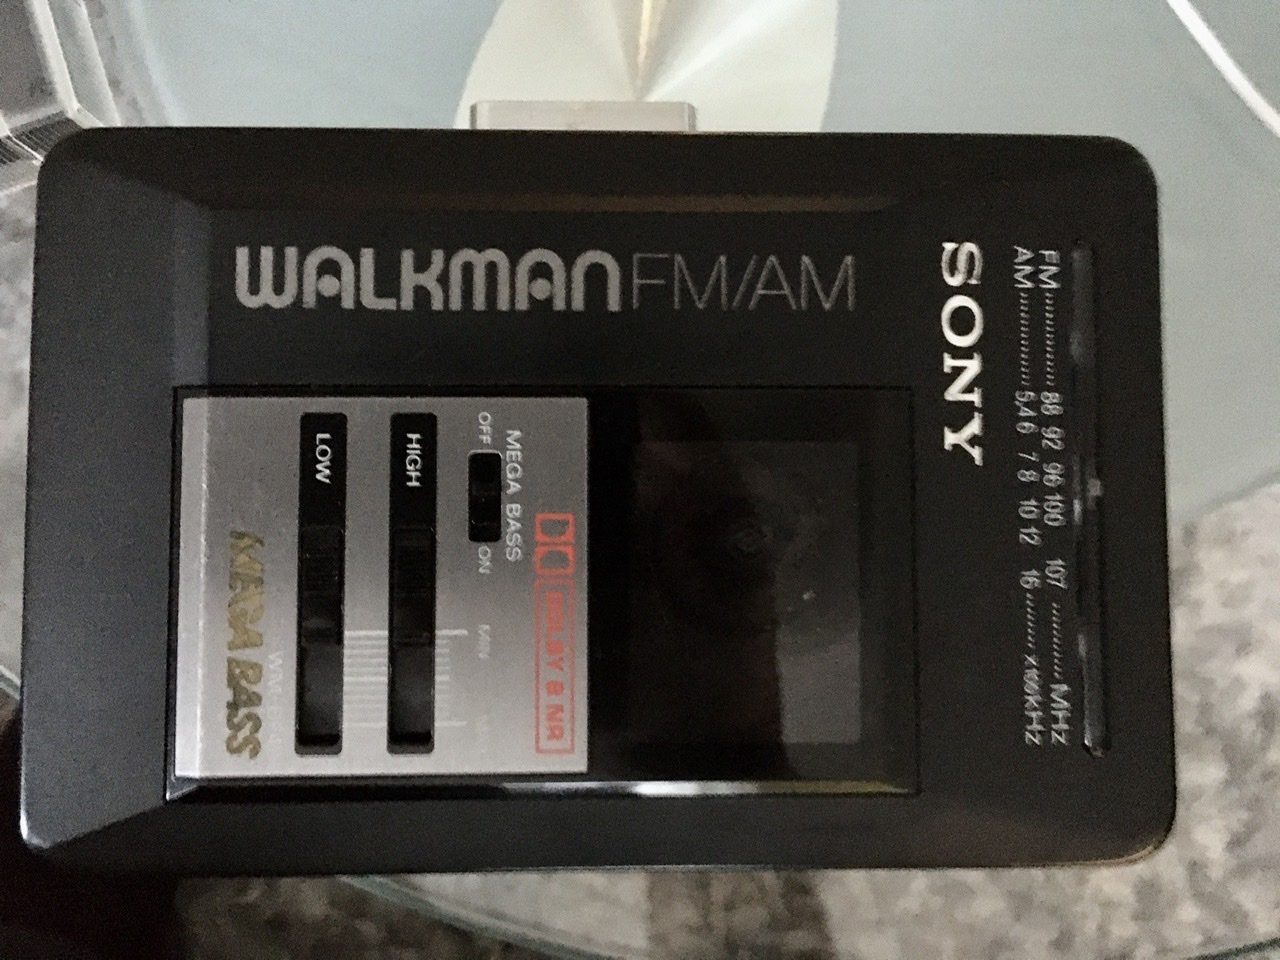 WALKMAN FM/AM
SONY
FM 88 92 96 100 107 MHz
AM 5,4 6 7 8 10 12 16 x100kHz
MEGA BASS
OFF ON
DOLBY B NR
HIGH
LOW
MIN
MEGA BASS